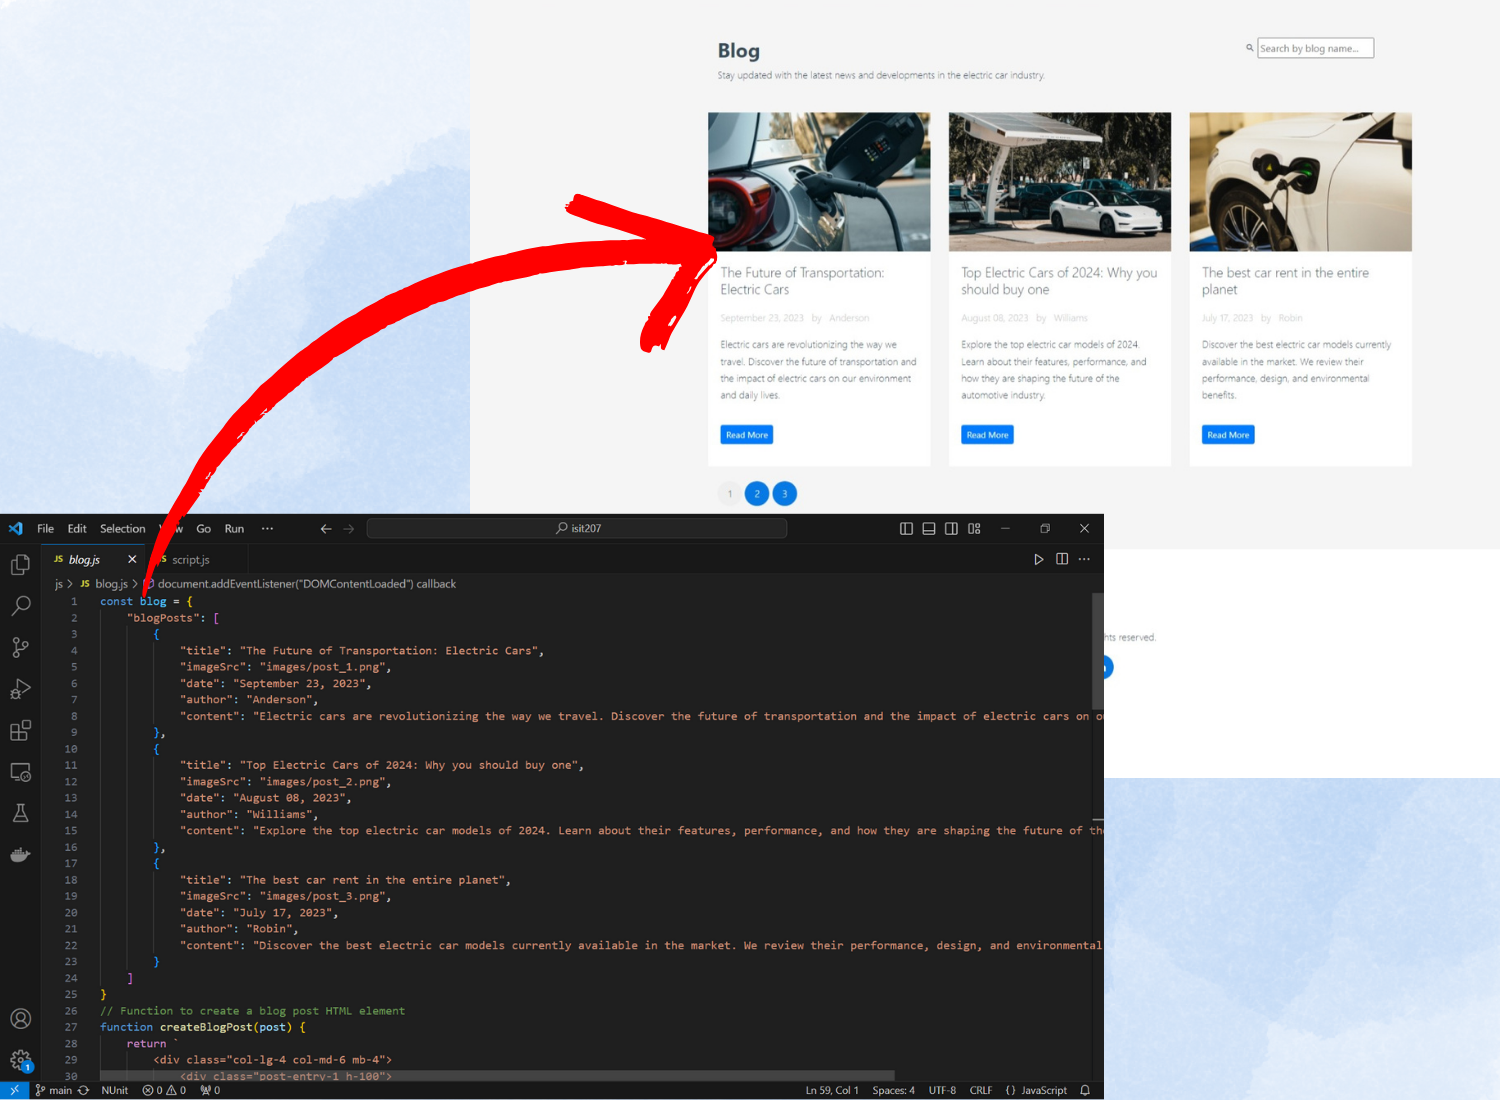 Blog
Search by blog name...
Stay updated with the latest news and developments in the electric car industry.
The Future of Transportation:
Electric Cars
September 23, 2023 by Anderson
Electric cars are revolutionizing the way we
travel. Discover the future of transportation and
the impact of electric cars on our environment
and daily lives.
Read More
Top Electric Cars of 2024: Why you
should buy one
August 08, 2023 by Williams
Explore the top electric car models of 2024.
Learn about their features, performance, and
how they are shaping the future of the
automotive industry.
Read More
The best car rent in the entire
planet
July 17, 2023 by Robin
Discover the best electric car models currently
available in the market. We review their
performance, design, and environmental
benefits.
Read More
1 2 3
hts reserved.
File Edit Selection Go Run ···
isit207
JS blog.js
script.js
js > JS blog.js > document.addEventListener("DOMContentLoaded") callback
1 const blog = {
2 "blogPosts": [
3 {
4 "title": "The Future of Transportation: Electric Cars",
5 "imageSrc": "images/post_1.png",
6 "date": "September 23, 2023",
7 "author": "Anderson",
8 "content": "Electric cars are revolutionizing the way we travel. Discover the future of transportation and the impact of electric cars on o
9 },
10 {
11 "title": "Top Electric Cars of 2024: Why you should buy one",
12 "imageSrc": "images/post_2.png",
13 "date": "August 08, 2023",
14 "author": "Williams",
15 "content": "Explore the top electric car models of 2024. Learn about their features, performance, and how they are shaping the future of th
16 },
17 {
18 "title": "The best car rent in the entire planet",
19 "imageSrc": "images/post_3.png",
20 "date": "July 17, 2023",
21 "author": "Robin",
22 "content": "Discover the best electric car models currently available in the market. We review their performance, design, and environmental
23 }
24 ]
25 }
26 // Function to create a blog post HTML element
27 function createBlogPost(post) {
28 return `
29 <div class="col-lg-4 col-md-6 mb-4">
30 <div class="post-entry-1 h-100">
1
main NUnit 0 0 0 Ln 59, Col 1 Spaces: 4 UTF-8 CRLF {} JavaScript